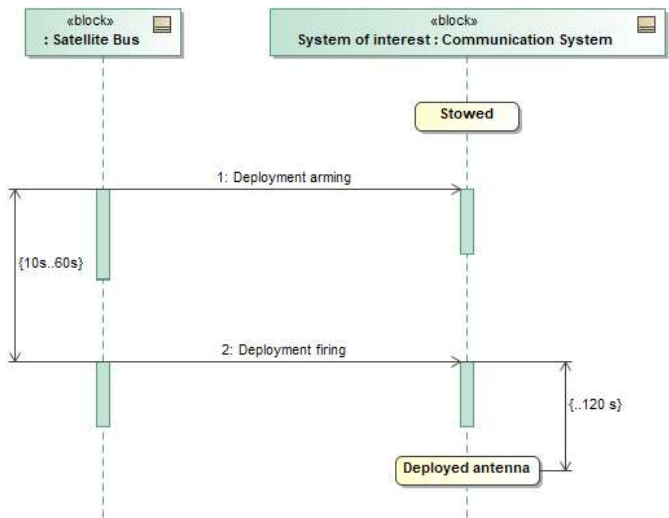 «block»
: Satellite Bus
«block»
System of interest : Communication System
Stowed
1: Deployment arming
{10s..60s}
2: Deployment firing
{..120 s}
Deployed antenna